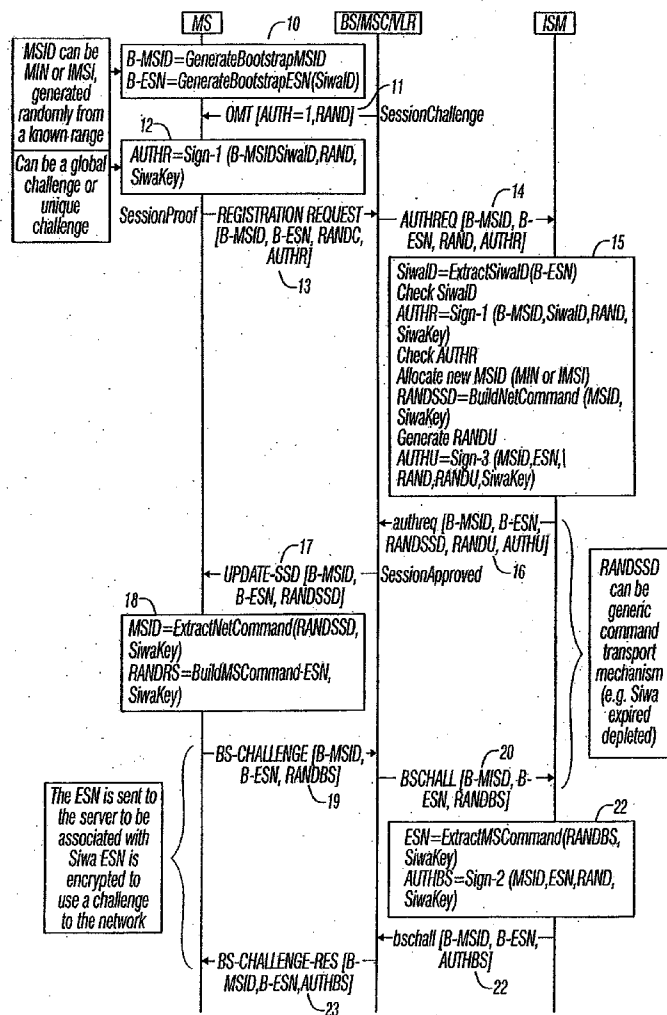 MS
BS/MSC/VLR
ISM
MSID can be
MIN or IMSI,
generated
randomly from
a known range
10
B-MSID=GenerateBootstrapMSID
B-ESN=GenerateBootstrapESN(SiwaID)
11
OMT [AUTH=1,RAND]
SessionChallenge
Can be a global
challenge or
unique
challenge
12
AUTHR=Sign-1 (B-MSIDSiwaID,RAND,
SiwaKey)
SessionProof
REGISTRATION REQUEST
[B-MSID, B-ESN, RANDC,
AUTHR]
13
14
AUTHREQ [B-MSID, B-
ESN, RAND, AUTHR]
15
SiwaID=ExtractSiwaID(B-ESN)
Check SiwaID
AUTHR=Sign-1 (B-MSID,SiwaID,RAND,
SiwaKey)
Check AUTHR
Allocate new MSID (MIN or IMSI)
RANDSSD=BuildNetCommand (MSID,
SiwaKey)
Generate RANDU
AUTHU=Sign-3 (MSID,ESN,\
RAND,RANDU,SiwaKey)
authreq [B-MSID, B-ESN,
RANDSSD, RANDU, AUTHU]
16
17
UPDATE-SSD [B-MSID,
B-ESN, RANDSSD]
SessionApproved
RANDSSD
can be
generic
command
transport
mechanism
(e.g. Siwa
expired
depleted)
18
MSID=ExtractNetCommand(RANDSSD,
SiwaKey)
RANDRS=BuildMSCommand-ESN,
SiwaKey)
BS-CHALLENGE [B-MSID,
B-ESN, RANDBS]
19
20
BSCHALL [B-MISD, B-
ESN, RANDBS]
The ESN is sent to
the server to be
associated with
Siwa ESN is
encrypted to
use a challenge
to the network
22
ESN=ExtractMSCommand(RANDBS,
SiwaKey)
AUTHBS=Sign-2 (MSID,ESN,RAND,
SiwaKey)
bschall [B-MSID, B-ESN,
AUTHBS]
22
BS-CHALLENGE-RES [B-
MSID,B-ESN,AUTHBS]
23